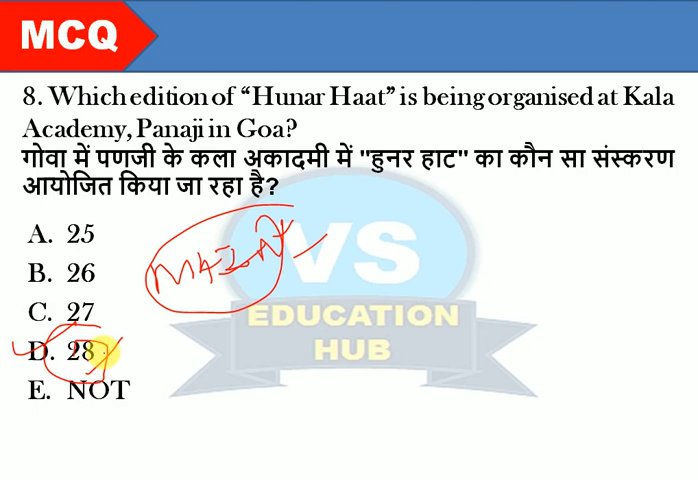 MCQ
8. Which edition of “Hunar Haat” is being organised at Kala
Academy, Panaji in Goa?
गोवा में पणजी के कला अकादमी में "हुनर हाट" का कौन सा संस्करण
आयोजित किया जा रहा है?
A. 25
B. 26
C. 27
D. 28
E. NOT
VS
EDUCATION
HUB